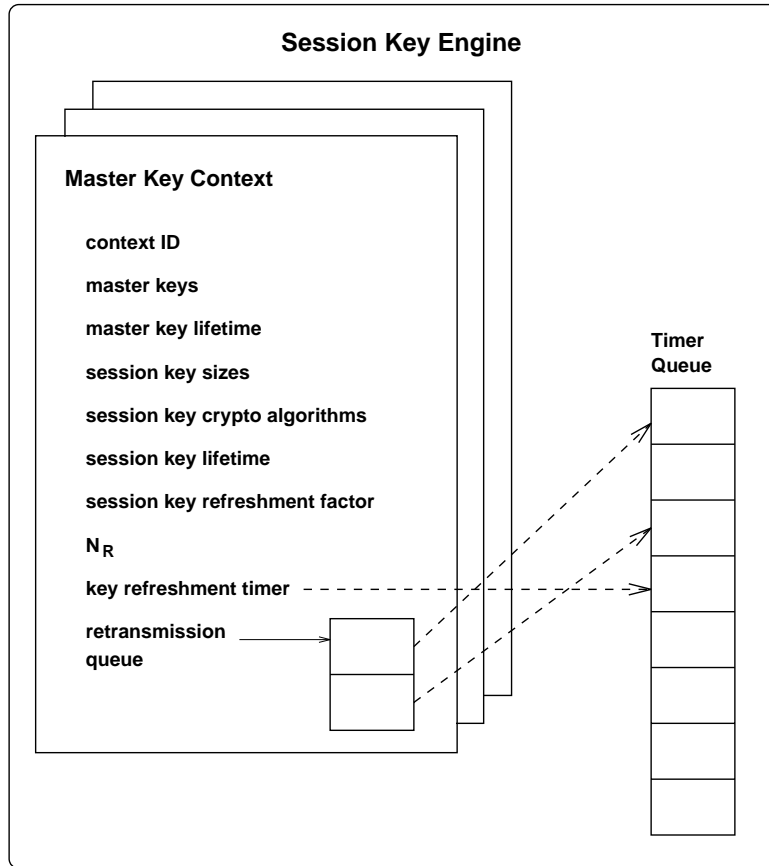 Session Key Engine
Master Key Context
context ID
master keys
master key lifetime
session key sizes
session key crypto algorithms
session key lifetime
session key refreshment factor
N R
key refreshment timer
retransmission
queue
Timer
Queue